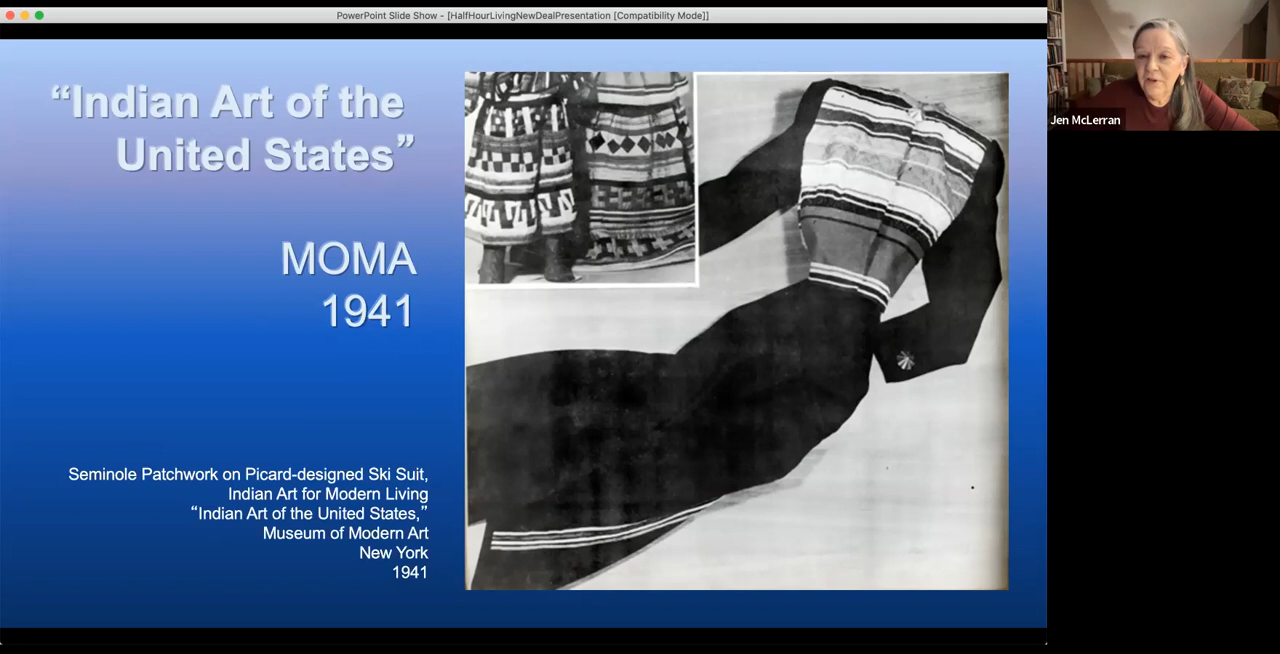 PowerPoint Slide Show - [HalfHourLivingNewDealPresentation [Compatibility Mode]]
“Indian Art of the
United States”
MOMA
1941
Seminole Patchwork on Picard-designed Ski Suit,
Indian Art for Modern Living
“Indian Art of the United States,”
Museum of Modern Art
New York
1941
Jen McLerran